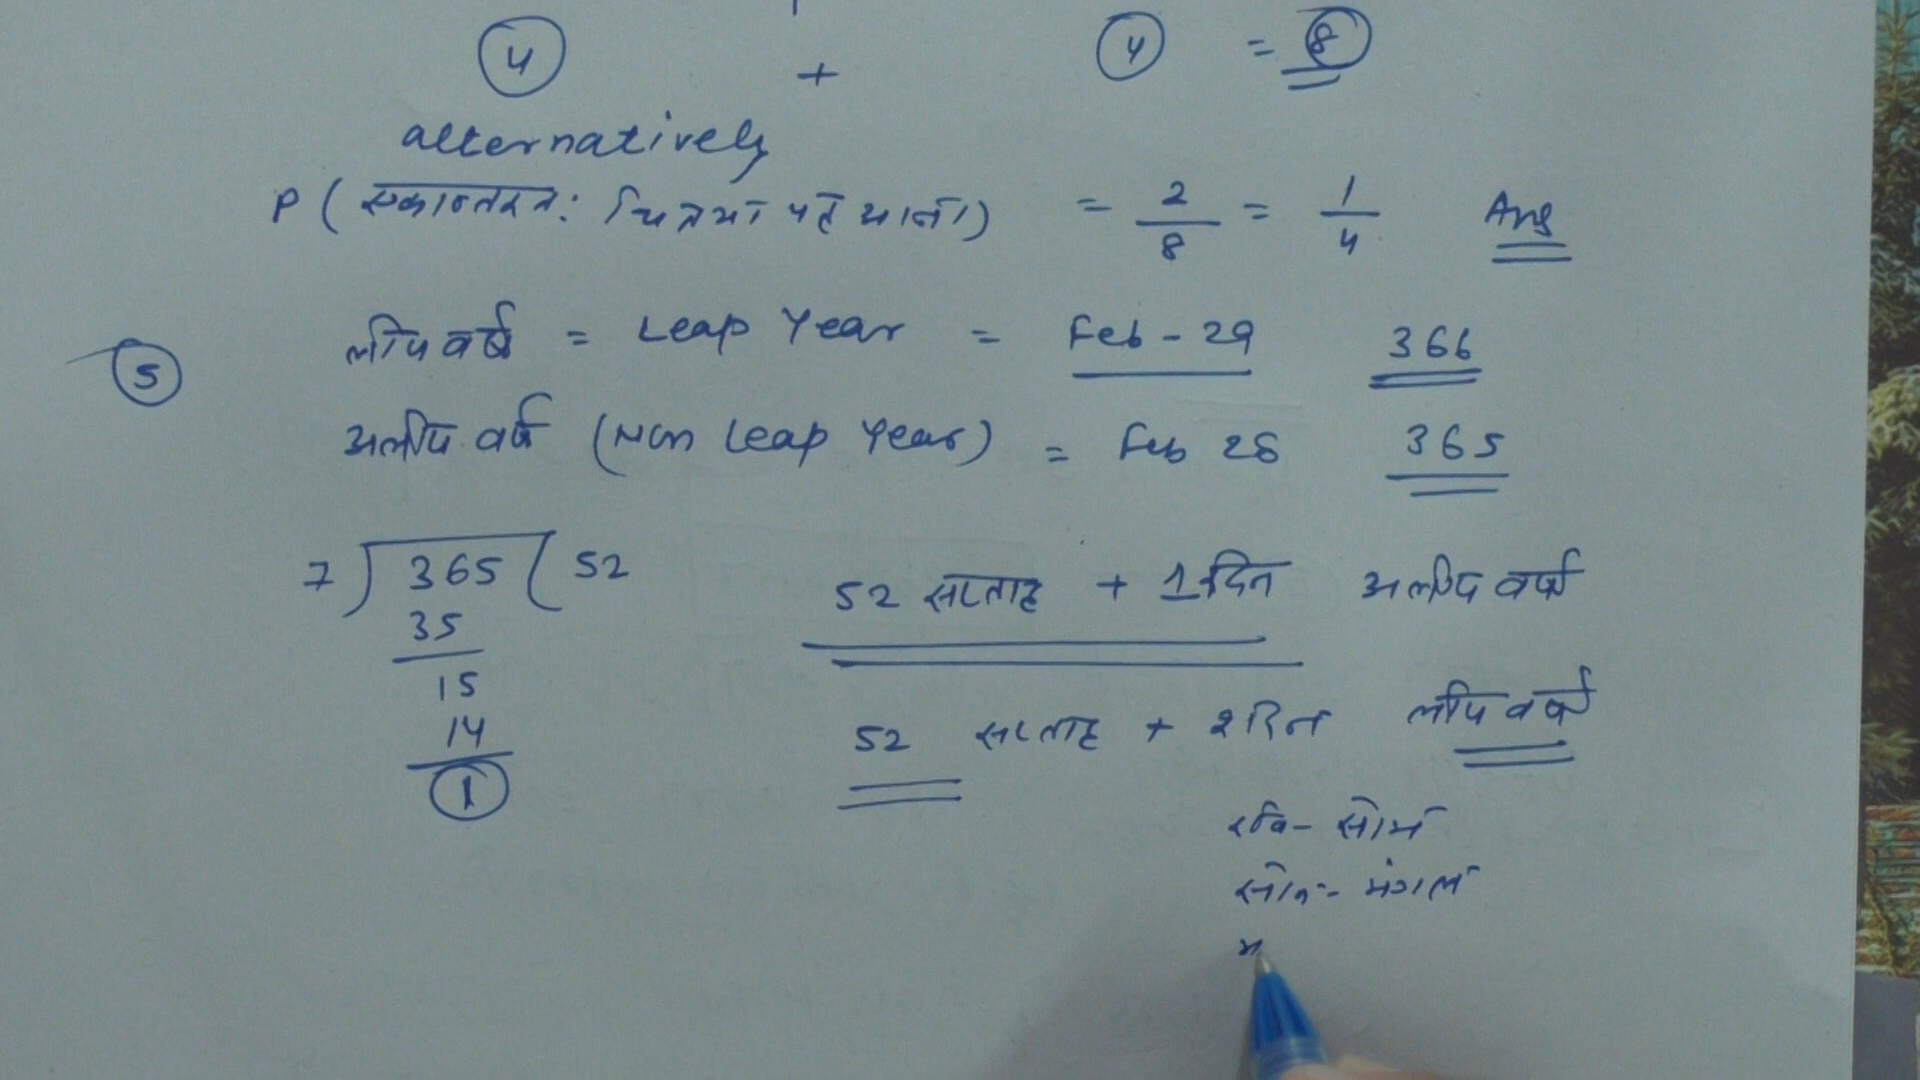 4 + 4 = 8
alternatively
P ( एकान्तरत: स्त्रियाँ पहे आना ) = 2/8 = 1/4 Ans
5 लीप वर्ष = Leap Year = Feb - 29 366
अलीप वर्ष (Non Leap Year) = Feb 28 365
7 ) 365 ( 52
35
15
14
1
52 सप्ताह + 1 दिन अलीप वर्ष
52 सप्ताह + 2 दिन लीप वर्ष
रवि - सोम
सोम - मंगल
म